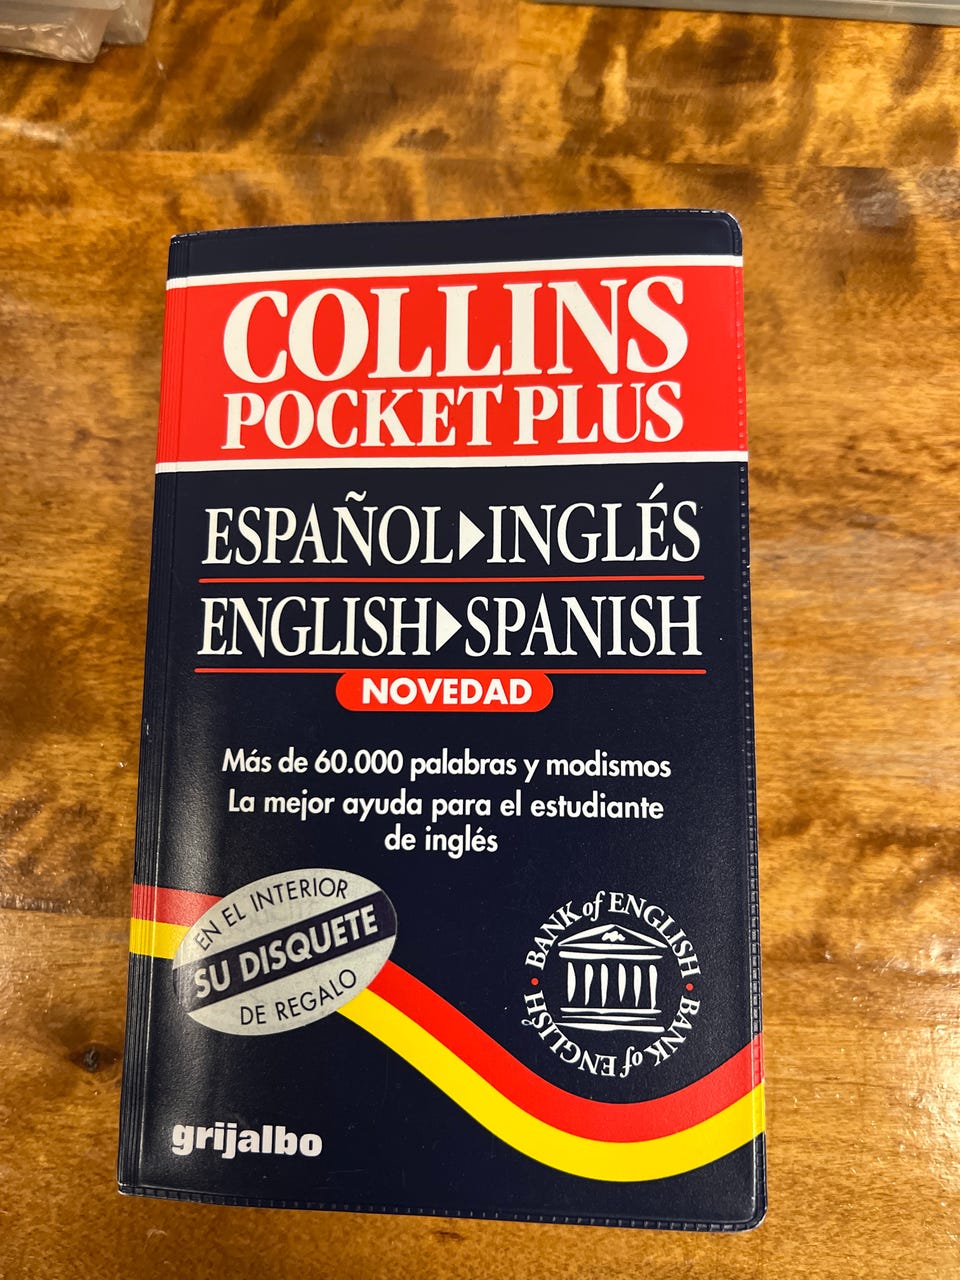 COLLINS
POCKET PLUS
ESPAÑOL▶INGLÉS
ENGLISH▶SPANISH
NOVEDAD
Más de 60.000 palabras y modismos
La mejor ayuda para el estudiante
de inglés
EN EL INTERIOR
SU DISQUETE
DE REGALO
BANK of ENGLISH • BANK of ENGLISH •
grijalbo